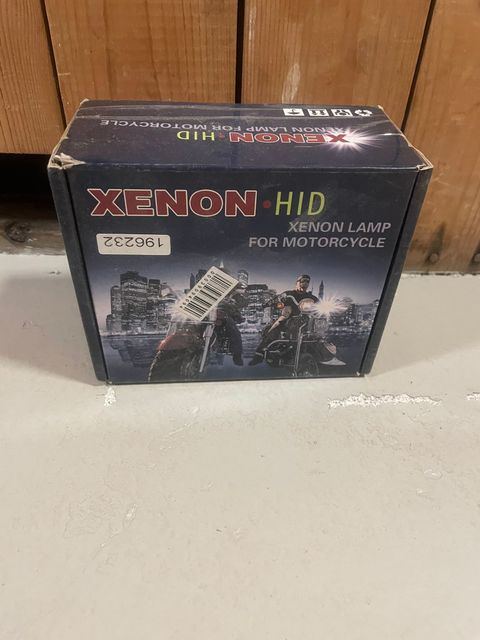 XENON HID
XENON LAMP FOR MOTORCYCLE
XENON•HID
XENON LAMP
FOR MOTORCYCLE
196232